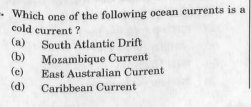 . Which one of the following ocean currents is a
cold current ?
(a) South Atlantic Drift
(b) Mozambique Current
(c) East Australian Current
(d) Caribbean Current